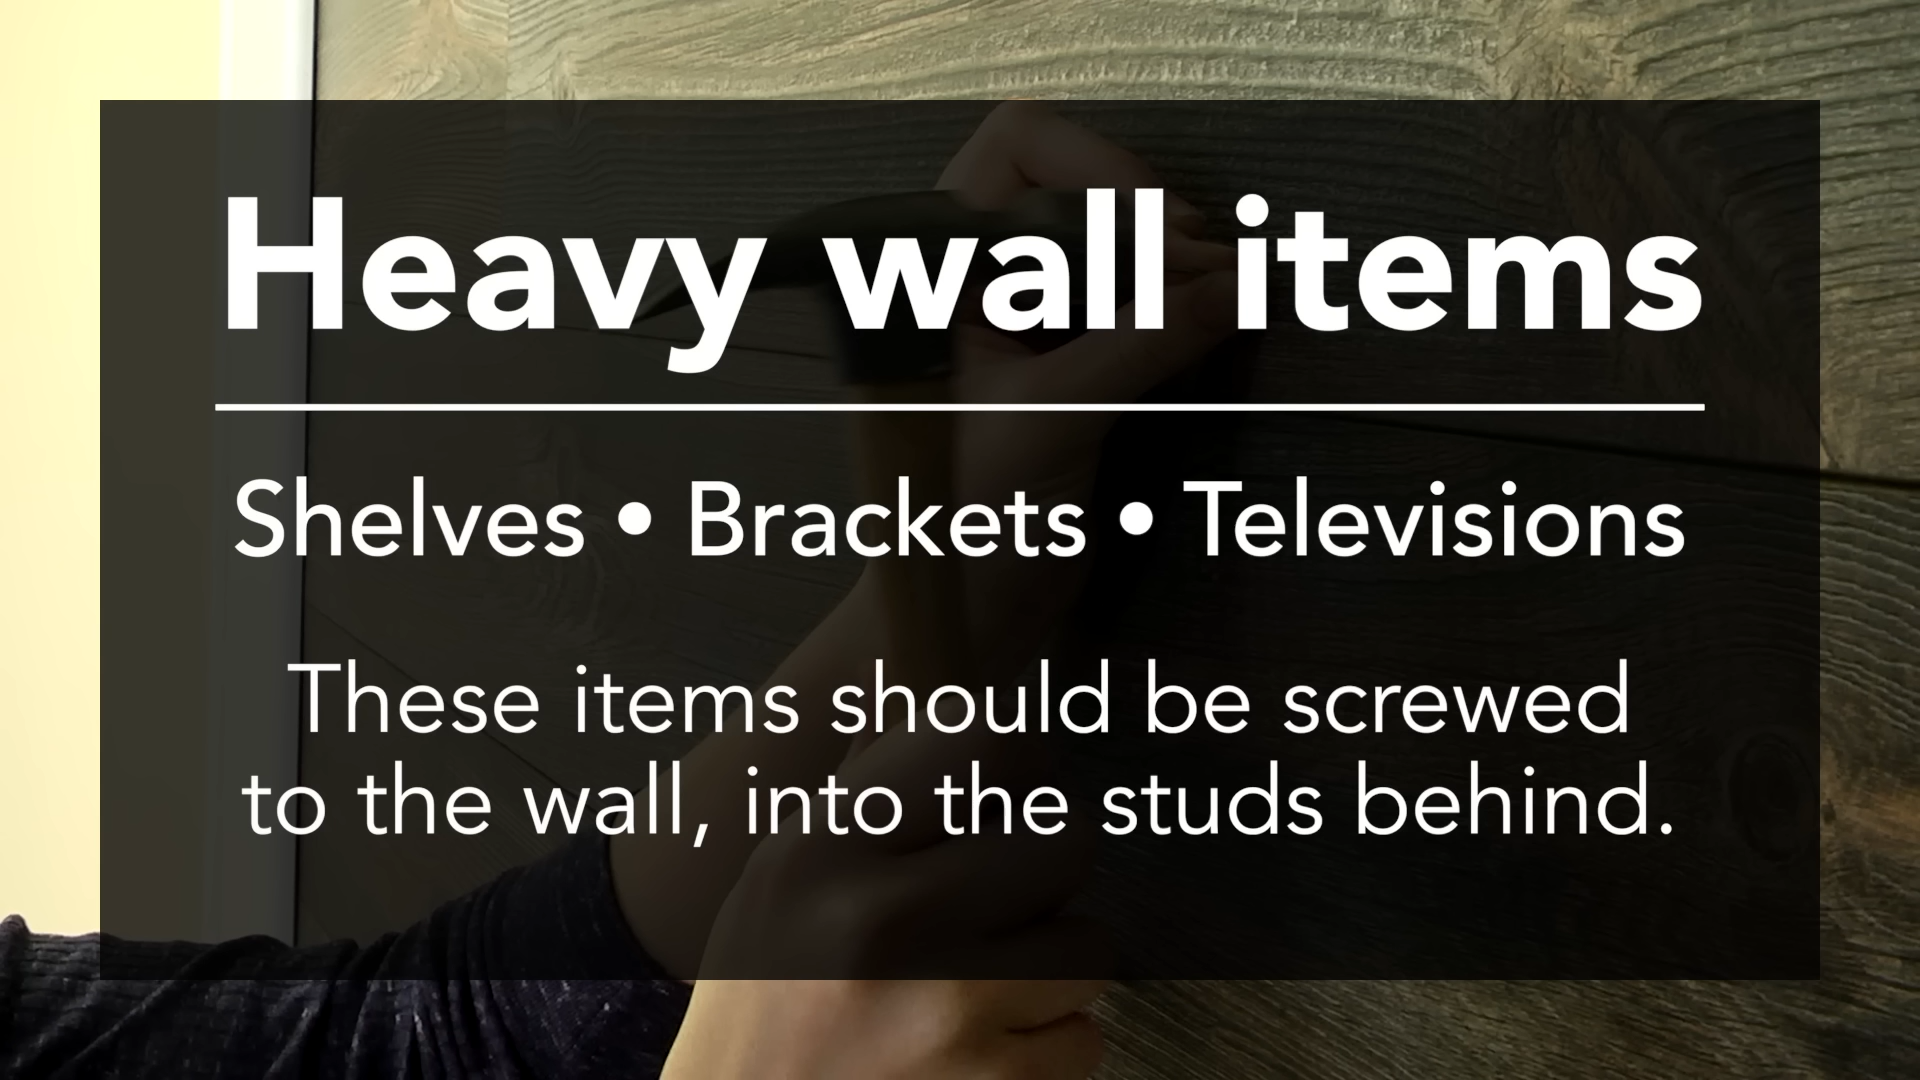 Heavy wall items
Shelves • Brackets • Televisions
These items should be screwed
to the wall, into the studs behind.